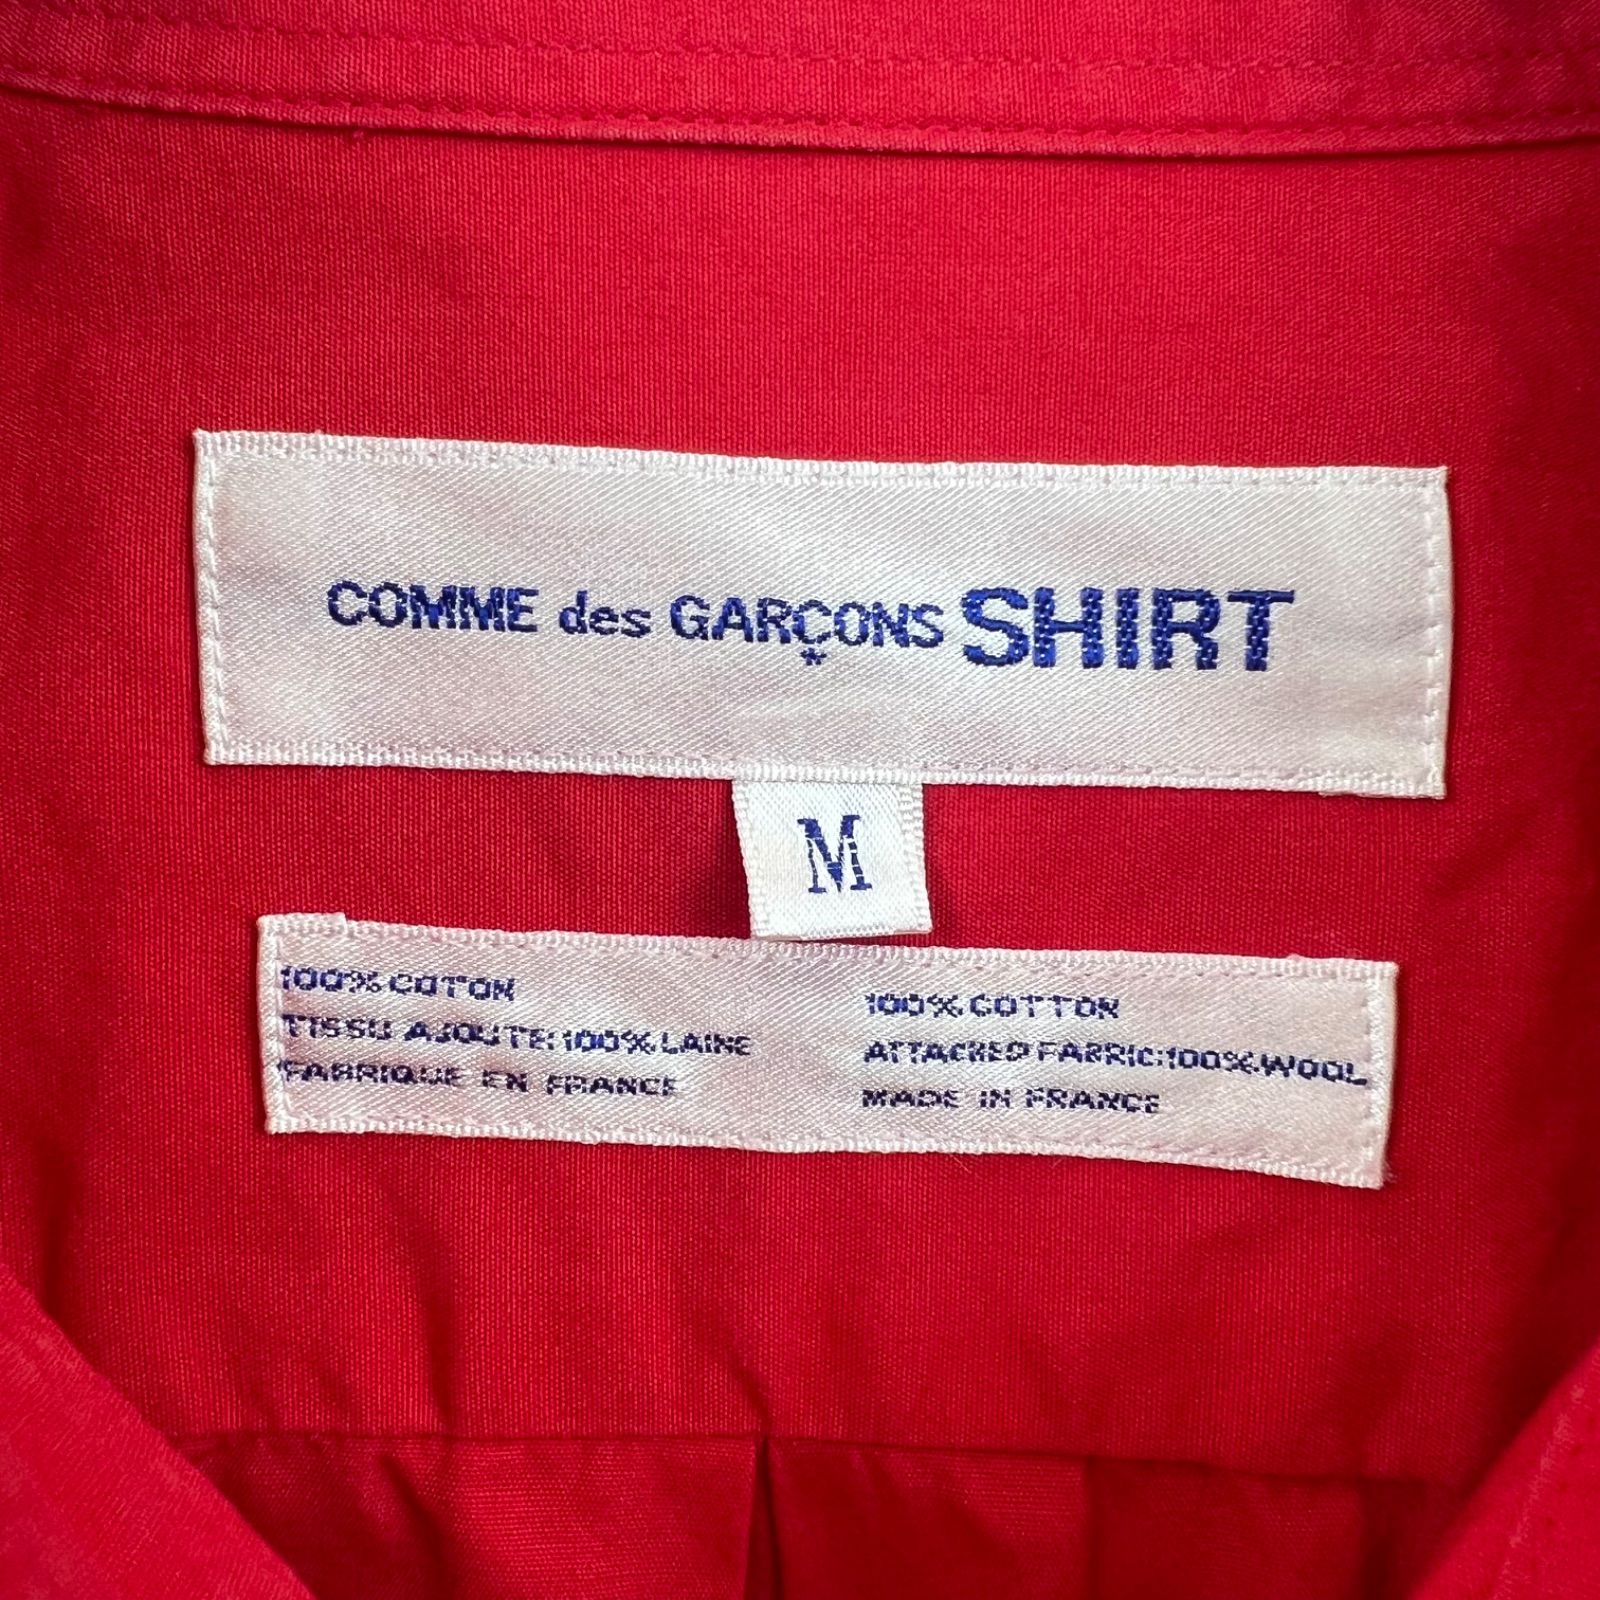 COMME des GARÇONS SHIRT
M
100% COTON
TISSU AJOUTE:100% LAINE
FABRIQUE EN FRANCE
100% COTTON
ATTACHED FABRIC:100% WOOL
MADE IN FRANCE